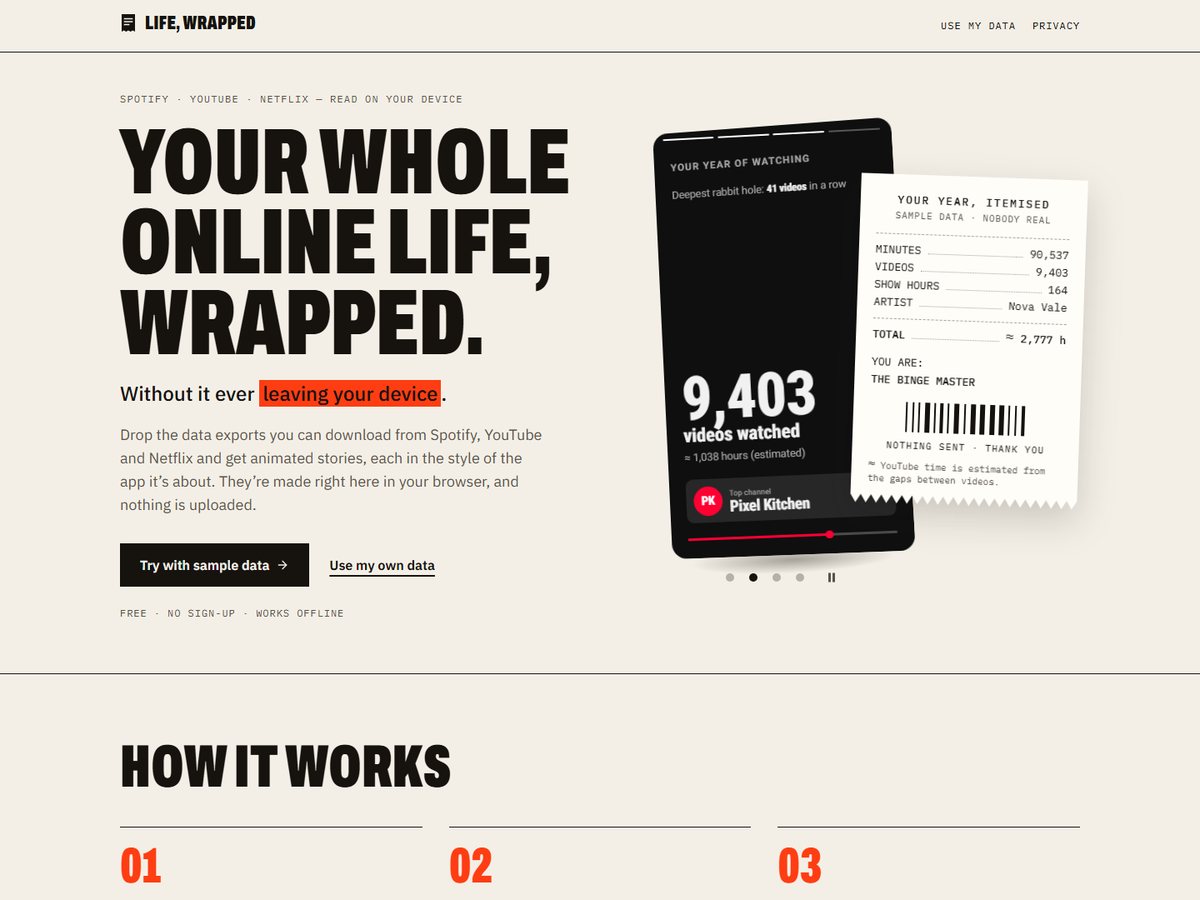 LIFE, WRAPPED
USE MY DATA PRIVACY
SPOTIFY · YOUTUBE · NETFLIX — READ ON YOUR DEVICE
YOUR WHOLE
ONLINE LIFE,
WRAPPED.
Without it ever leaving your device.
Drop the data exports you can download from Spotify, YouTube
and Netflix and get animated stories, each in the style of the
app it’s about. They’re made right here in your browser, and
nothing is uploaded.
Try with sample data →
Use my own data
FREE · NO SIGN-UP · WORKS OFFLINE
YOUR YEAR OF WATCHING
Deepest rabbit hole: 41 videos in a row
9,403
videos watched
≈ 1,038 hours (estimated)
PK
Top channel
Pixel Kitchen
YOUR YEAR, ITEMISED
SAMPLE DATA · NOBODY REAL
MINUTES 90,537
VIDEOS 9,403
SHOW HOURS 164
ARTIST Nova Vale
TOTAL ≈ 2,777 h
YOU ARE:
THE BINGE MASTER
NOTHING SENT · THANK YOU
≈ YouTube time is estimated from
the gaps between videos.
HOW IT WORKS
01
02
03